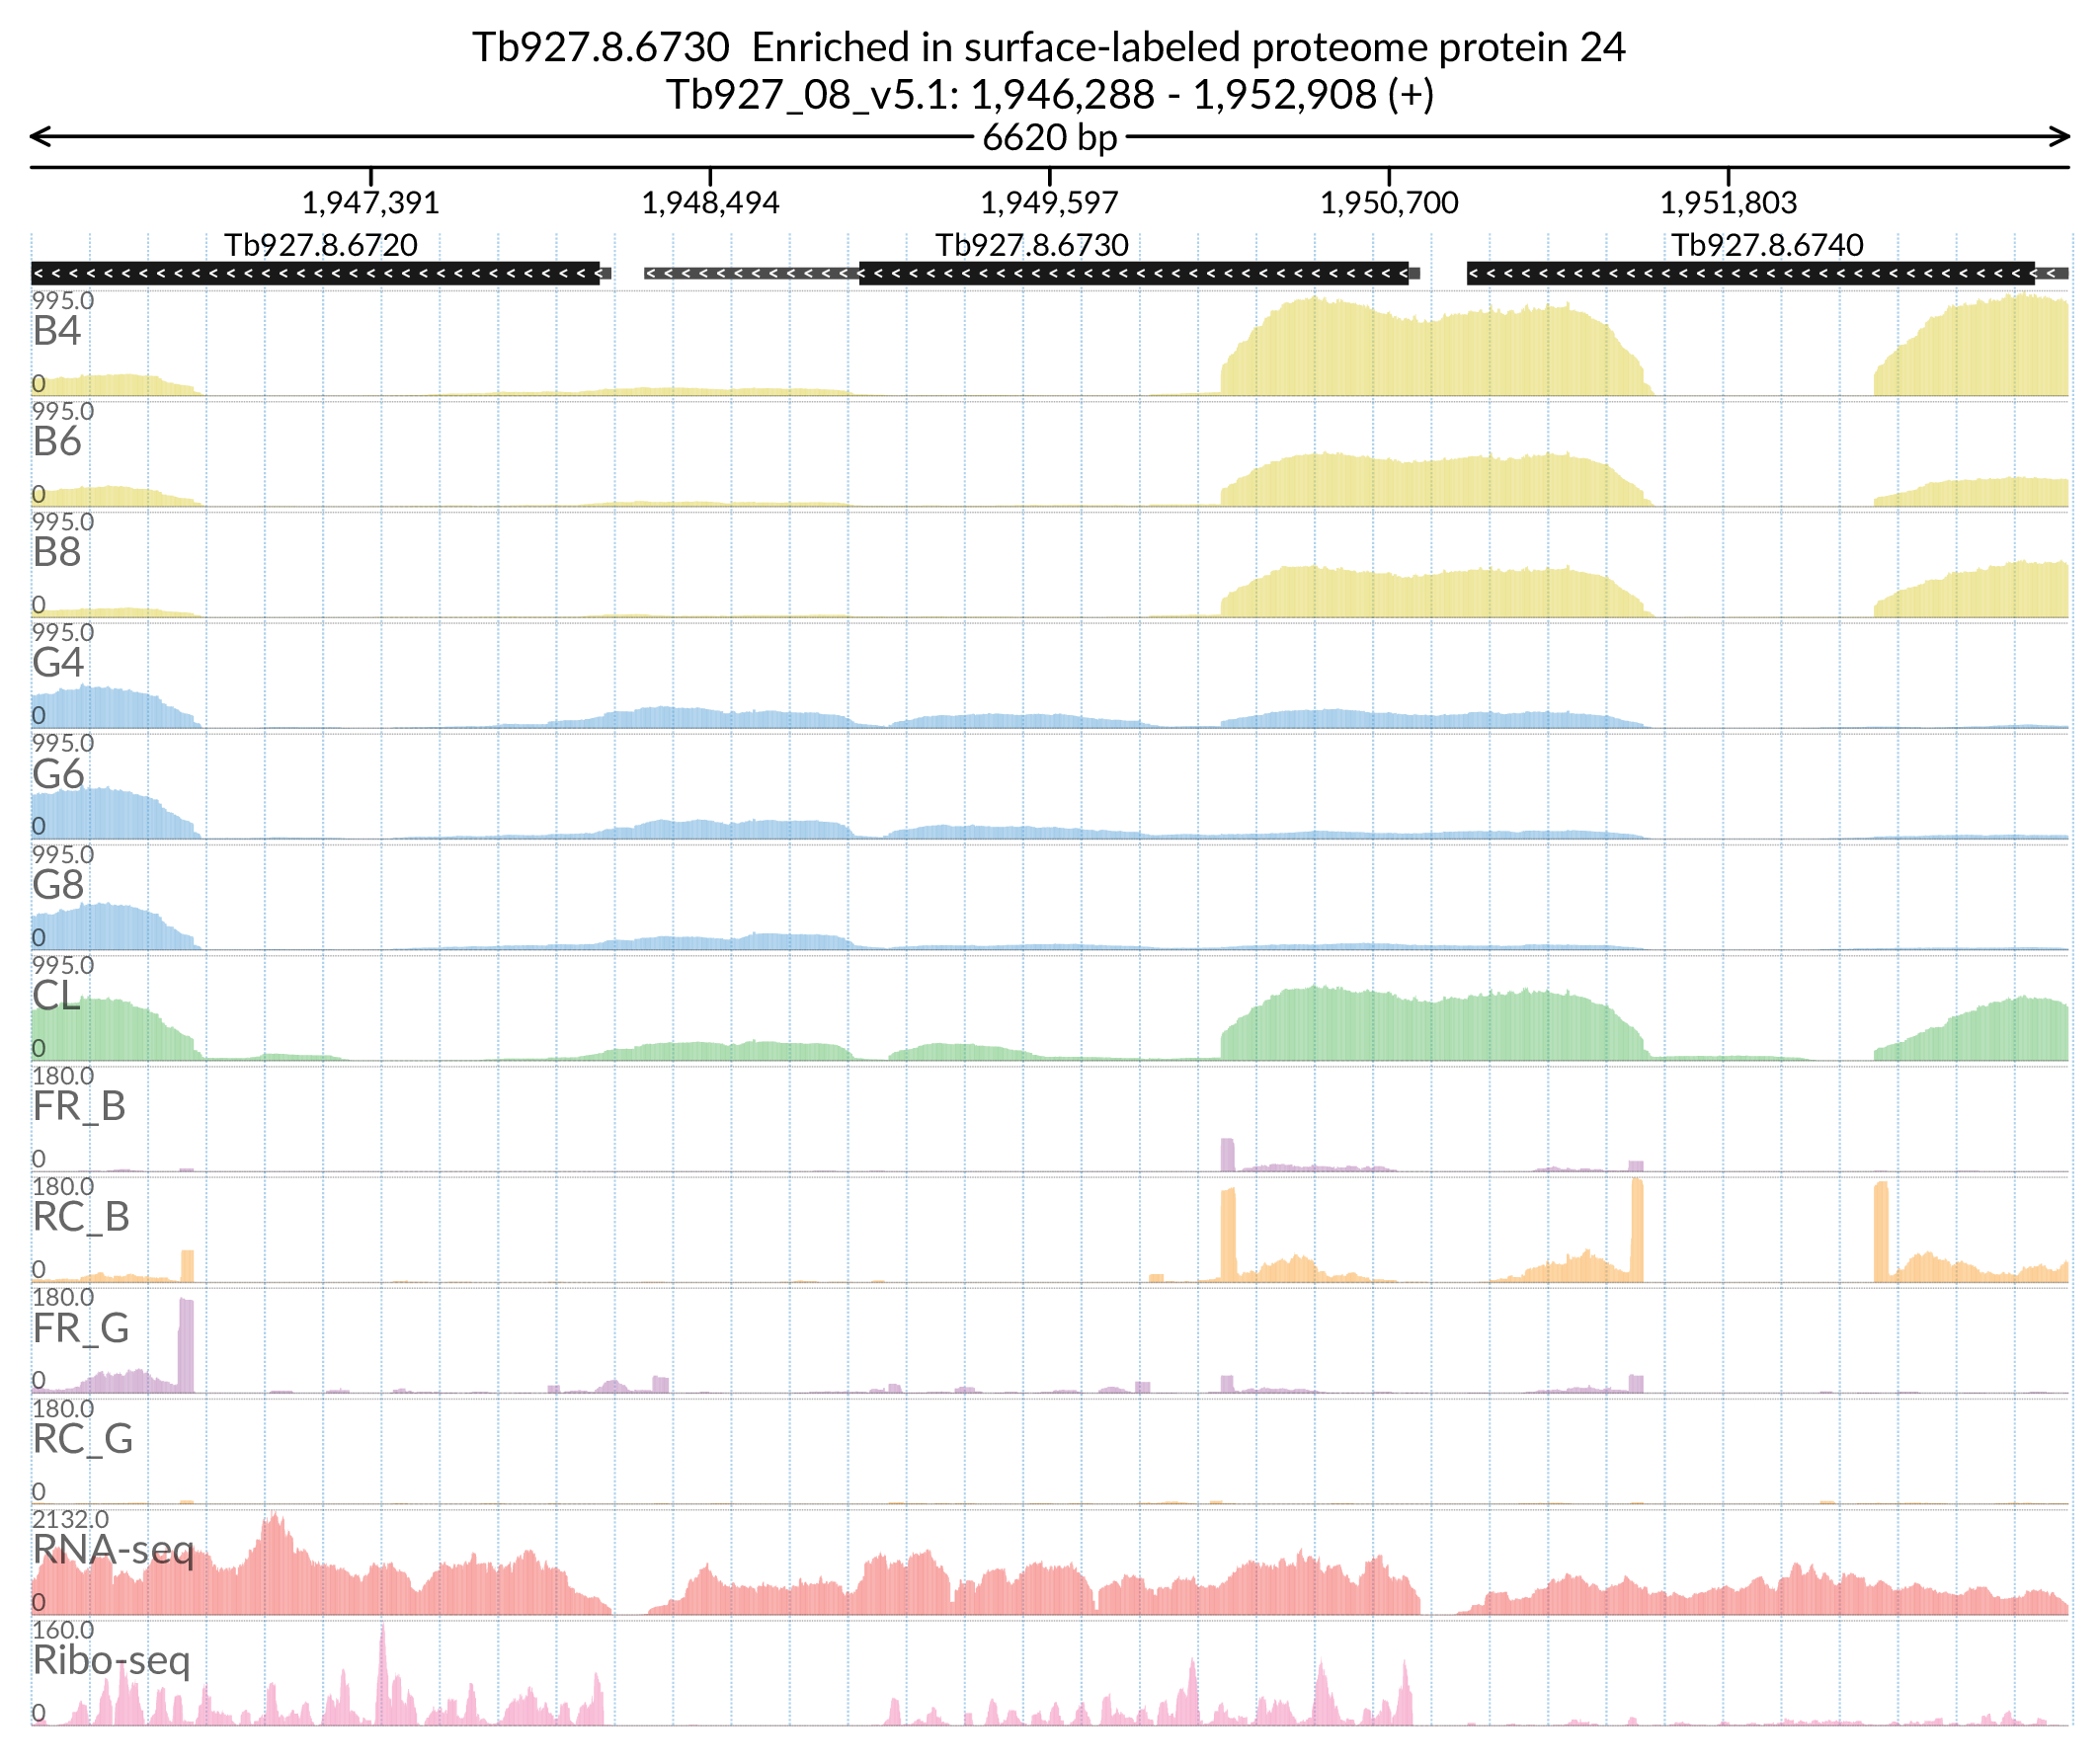 Tb927.8.6730  Enriched in surface-labeled proteome protein 24
Tb927_08_v5.1: 1,946,288 - 1,952,908 (+)
6620 bp
1,947,391 1,948,494 1,949,597 1,950,700 1,951,803
Tb927.8.6720 Tb927.8.6730 Tb927.8.6740
995.0
B4
0
995.0
B6
0
995.0
B8
0
995.0
G4
0
995.0
G6
0
995.0
G8
0
995.0
CL
0
180.0
FR_B
0
180.0
RC_B
0
180.0
FR_G
0
180.0
RC_G
0
2132.0
RNA-seq
0
160.0
Ribo-seq
0